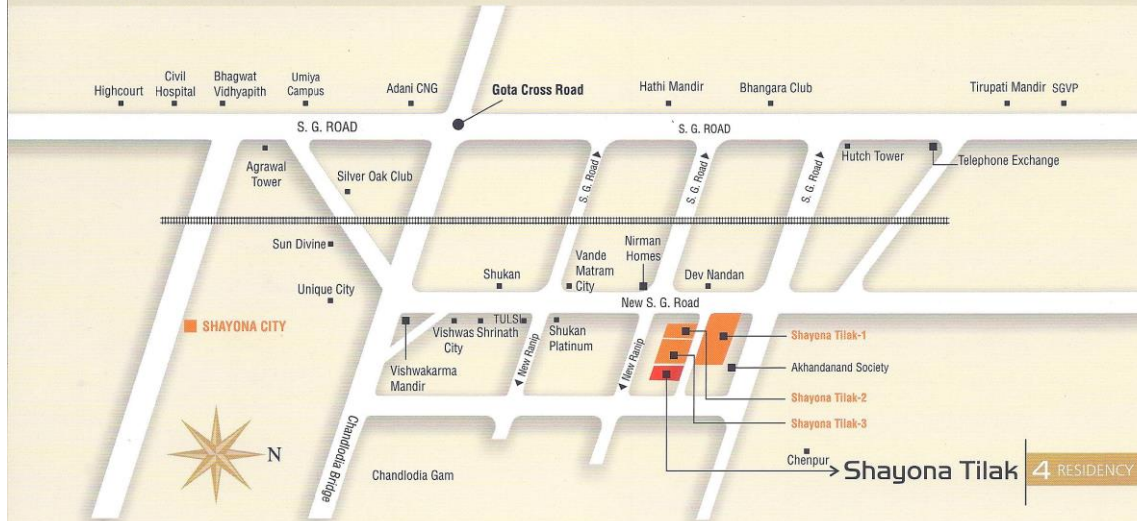 Highcourt
Civil
Hospital
Bhagwat
Vidhyapith
Umiya
Campus
Adani CNG
Gota Cross Road
Hathi Mandir
Bhangara Club
Tirupati Mandir
SGVP
S. G. ROAD
S. G. ROAD
Agrawal
Tower
Silver Oak Club
S. G. Road
S. G. Road
S. G. Road
Hutch Tower
Telephone Exchange
Sun Divine
Unique City
Shukan
Vande
Matram
City
Nirman
Homes
Dev Nandan
New S. G. Road
SHAYONA CITY
Vishwakarma
Mandir
Vishwas
City
Shrinath
TULSI
Shukan
Platinum
New Ranip
New Ranip
Shayona Tilak-1
Akhandanand Society
Shayona Tilak-2
Shayona Tilak-3
N
Chandlodia Bridge
Chandlodia Gam
Chenpur
Shayona Tilak
4 RESIDENCY